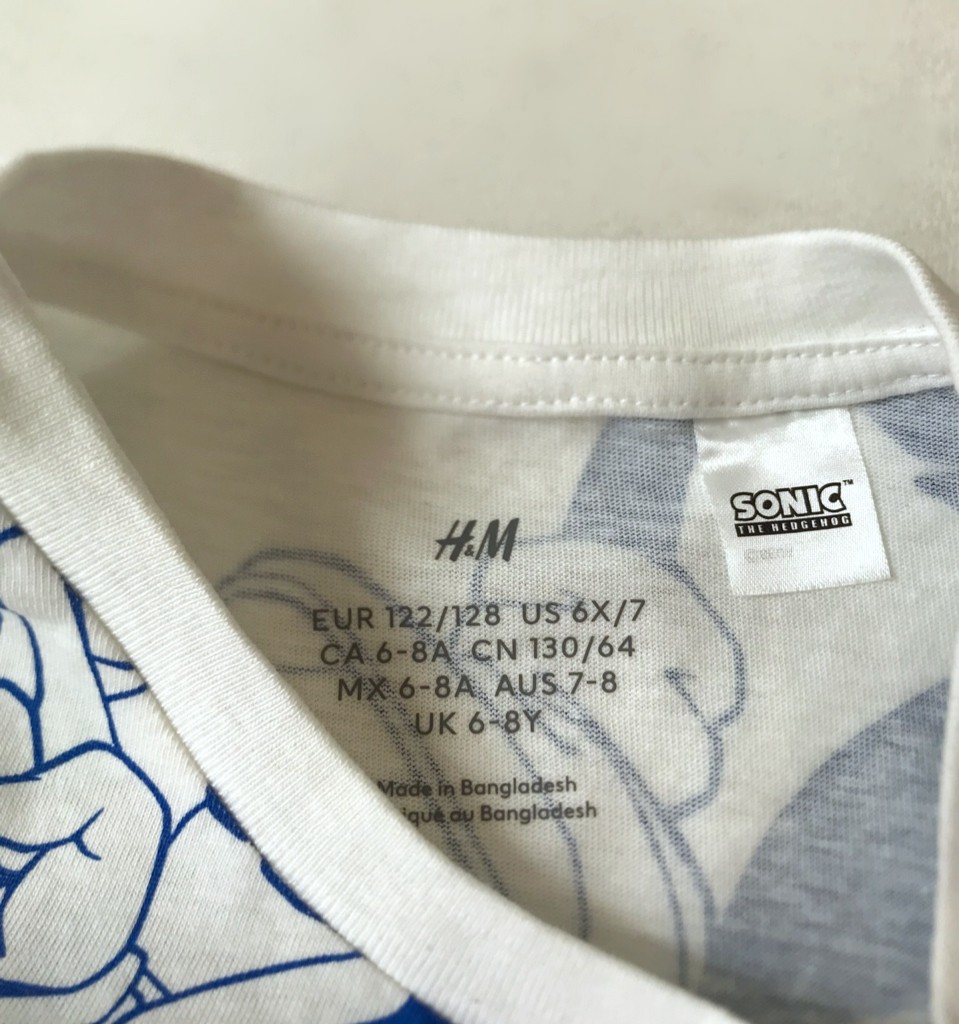 H&M
EUR 122/128 US 6X/7
CA 6-8A CN 130/64
MX 6-8A AUS 7-8
UK 6-8Y
Made in Bangladesh
au Bangladesh
SONIC™
THE HEDGEHOG